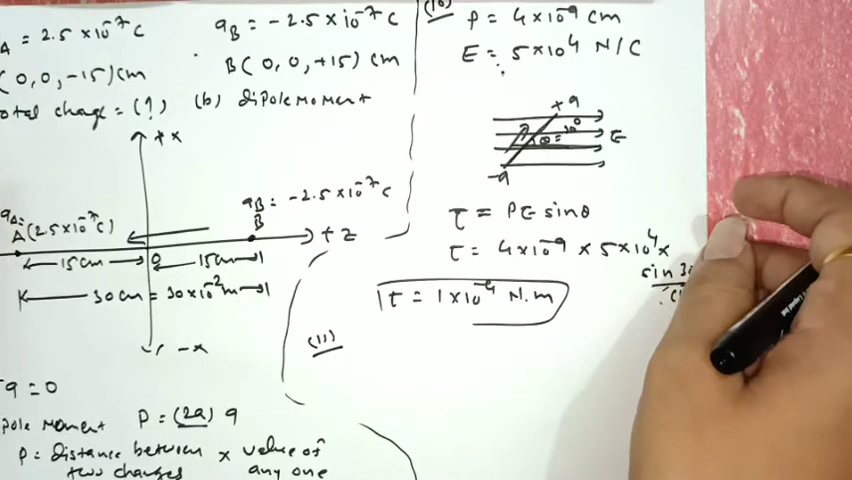 A = 2.5 × 10⁻⁷ C
q_B = −2.5 × 10⁻⁷ C
(0, 0, −15) cm
B (0, 0, +15) cm
total charge = (?) (b) dipole Moment
+x
q_A =
A (2.5 × 10⁻⁷ C)
q_B = −2.5 × 10⁻⁷ C
B
+ z
15 cm
O
15 cm
30 cm = 30 × 10⁻² m
− x
q = 0
pole Moment P = (2a) q
P = distance between × value of
two charges any one
(10)
P = 4 × 10⁻⁹ cm
E = 5 × 10⁴ N/C
+ q
θ = 30°
E
−q
τ = PE sinθ
τ = 4 × 10⁻⁹ × 5 × 10⁴ ×
sin 3
τ = 1 × 10⁻⁴ N.m
(11)